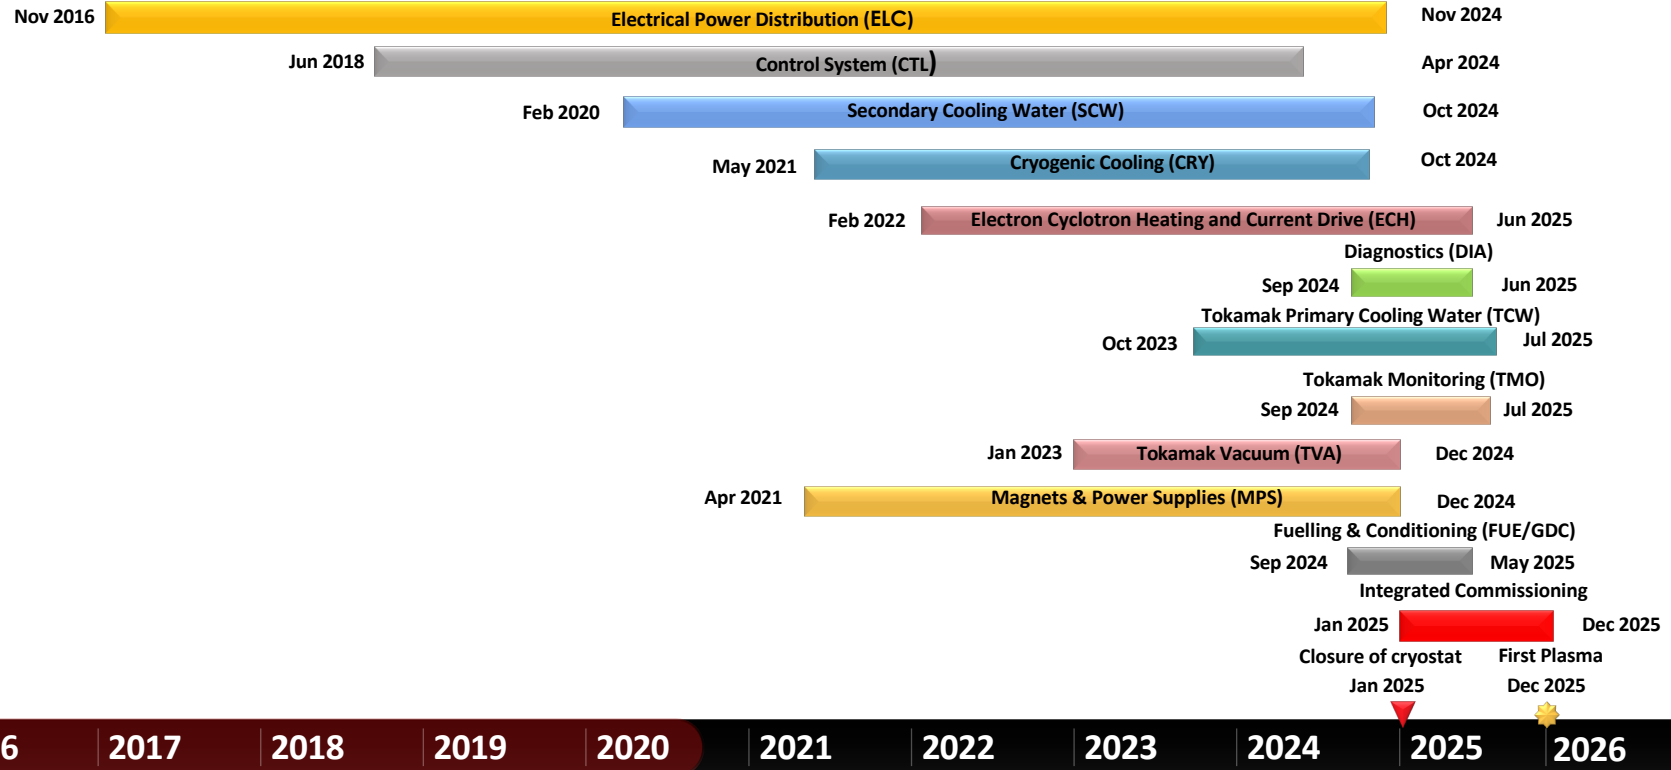 Nov 2016 Electrical Power Distribution (ELC) Nov 2024
Jun 2018 Control System (CTL) Apr 2024
Feb 2020 Secondary Cooling Water (SCW) Oct 2024
May 2021 Cryogenic Cooling (CRY) Oct 2024
Feb 2022 Electron Cyclotron Heating and Current Drive (ECH) Jun 2025
Diagnostics (DIA)
Sep 2024 Jun 2025
Tokamak Primary Cooling Water (TCW)
Oct 2023 Jul 2025
Tokamak Monitoring (TMO)
Sep 2024 Jul 2025
Jan 2023 Tokamak Vacuum (TVA) Dec 2024
Apr 2021 Magnets & Power Supplies (MPS) Dec 2024
Fuelling & Conditioning (FUE/GDC)
Sep 2024 May 2025
Integrated Commissioning
Jan 2025 Dec 2025
Closure of cryostat First Plasma
Jan 2025 Dec 2025
6 2017 2018 2019 2020 2021 2022 2023 2024 2025 2026